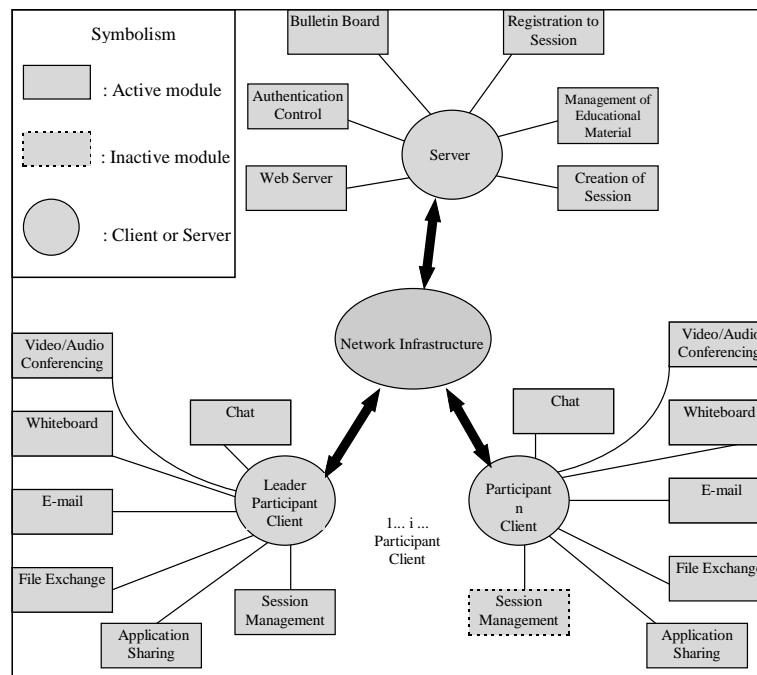 Symbolism
: Active module
: Inactive module
: Client or Server
Bulletin Board
Registration to
Session
Authentication
Control
Management of
Educational
Material
Server
Web Server
Creation of
Session
Network Infrastructure
Video/Audio
Conferencing
Chat
Whiteboard
Leader
Participant
Client
E-mail
File Exchange
Application
Sharing
Session
Management
1... i ...
Participant
Client
Video/Audio
Conferencing
Chat
Whiteboard
Participant
n
Client
E-mail
File Exchange
Session
Management
Application
Sharing